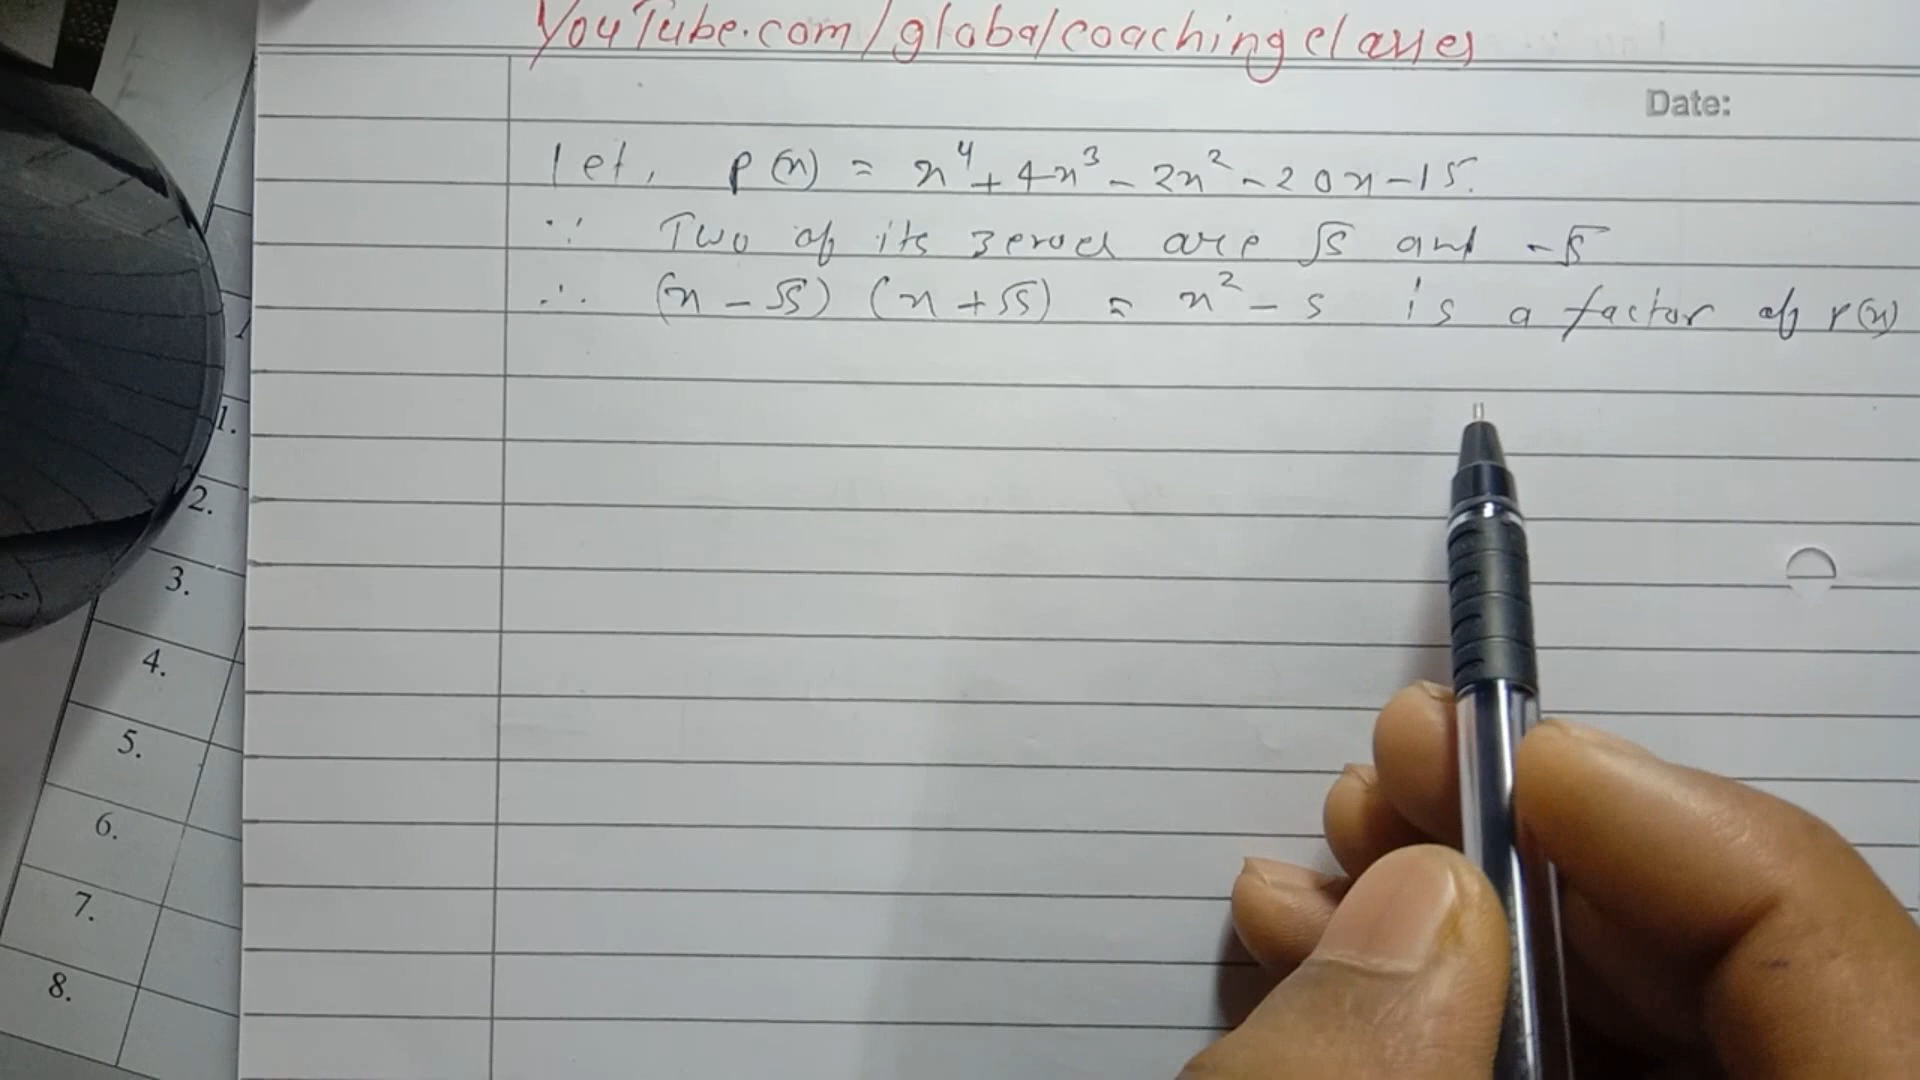 YouTube.com/globalcoachingclasses
Date:
let, p(x) = x⁴ + 4x³ - 2x² - 20x - 15.
∵ Two of its zeroes are √5 and -√5
∴ (x - √5) (x + √5) = x² - 5 is a factor of p(x)
1.
2.
3.
4.
5.
6.
7.
8.